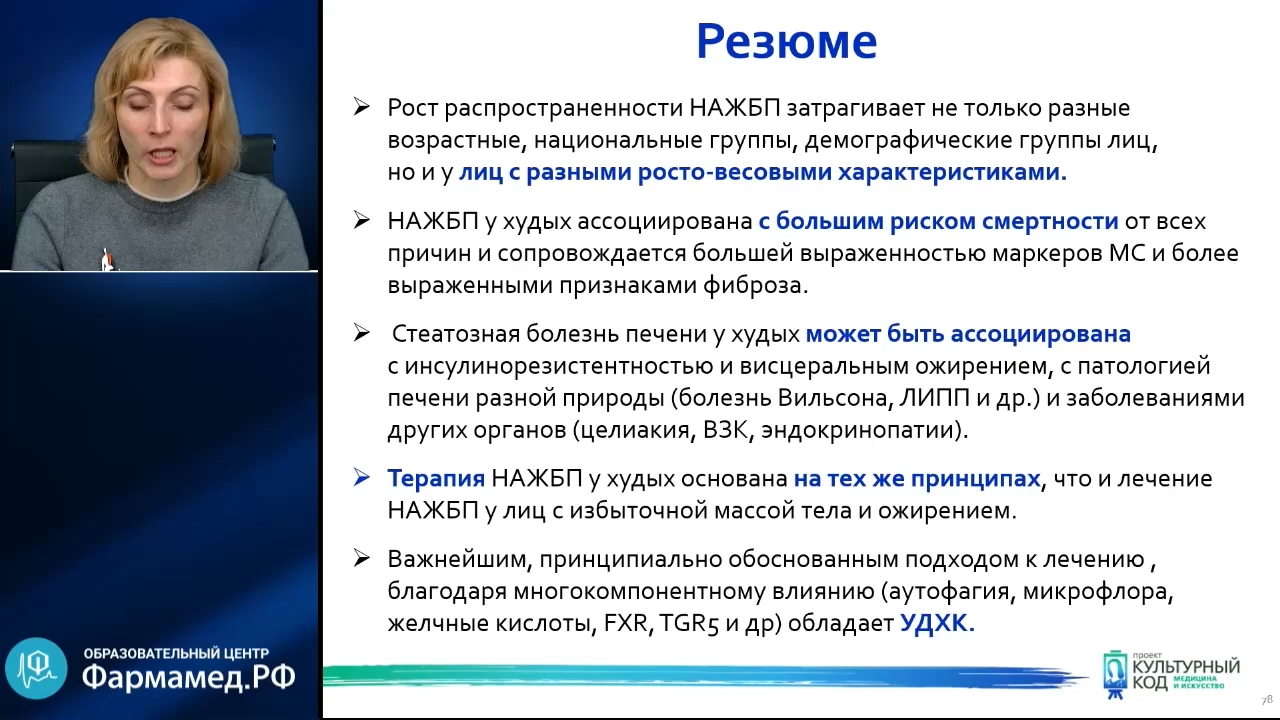 Резюме
Рост распространенности НАЖБП затрагивает не только разные
возрастные, национальные группы, демографические группы лиц,
но и у лиц с разными росто-весовыми характеристиками.
НАЖБП у худых ассоциирована с большим риском смертности от всех
причин и сопровождается большей выраженностью маркеров МС и более
выраженными признаками фиброза.
Стеатозная болезнь печени у худых может быть ассоциирована
с инсулинорезистентностью и висцеральным ожирением, с патологией
печени разной природы (болезнь Вильсона, ЛИПП и др.) и заболеваниями
других органов (целиакия, ВЗК, эндокринопатии).
Терапия НАЖБП у худых основана на тех же принципах, что и лечение
НАЖБП у лиц с избыточной массой тела и ожирением.
Важнейшим, принципиально обоснованным подходом к лечению ,
благодаря многокомпонентному влиянию (аутофагия, микрофлора,
желчные кислоты, FXR, TGR5 и др) обладает УДХК.
ОБРАЗОВАТЕЛЬНЫЙ ЦЕНТР
Фармамед.РФ
проект
КУЛЬТУРНЫЙ
КОД МЕДИЦИНА
И ИСКУССТВО
78